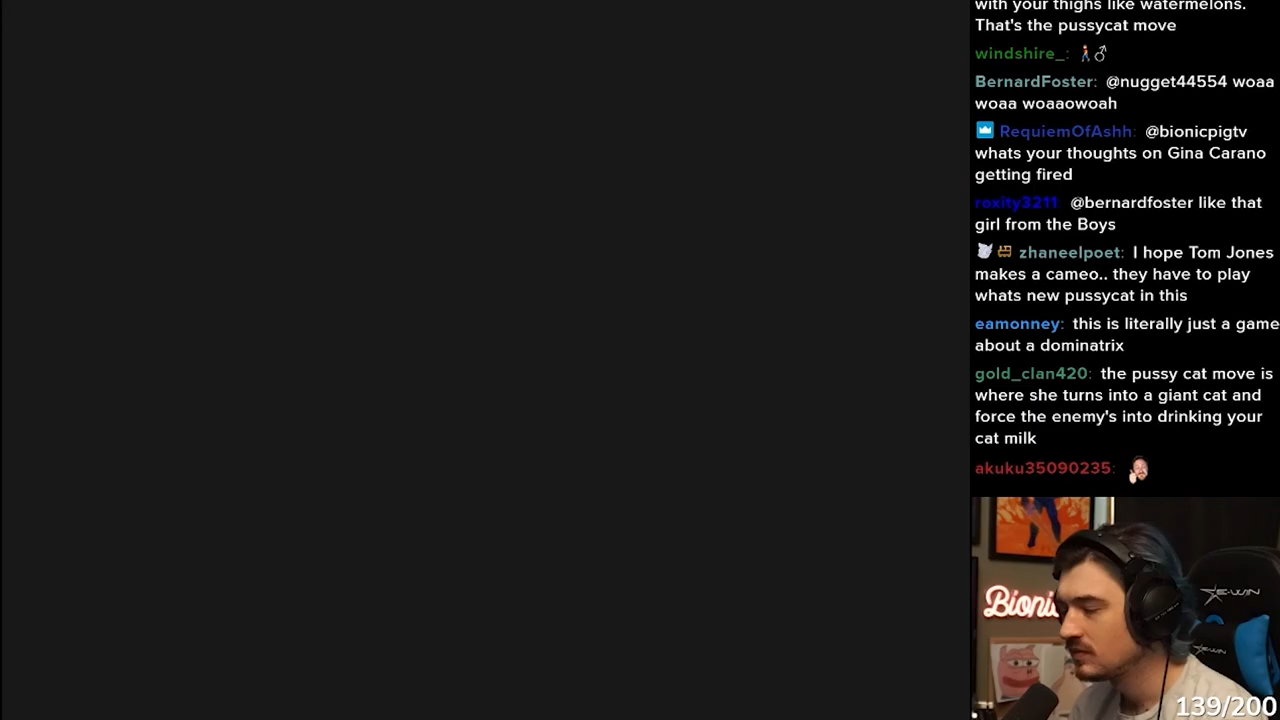 with your thighs like watermelons.
That's the pussycat move
windshire_:
BernardFoster: @nugget44554 woaa
woaa woaaowoah
RequiemOfAshh: @bionicpigtv
whats your thoughts on Gina Carano
getting fired
roxity3211: @bernardfoster like that
girl from the Boys
zhaneelpoet: I hope Tom Jones
makes a cameo.. they have to play
whats new pussycat in this
eamonney: this is literally just a game
about a dominatrix
gold_clan420: the pussy cat move is
where she turns into a giant cat and
force the enemy's into drinking your
cat milk
akuku35090235:
Bionic
E-WIN
E-WIN
139/200